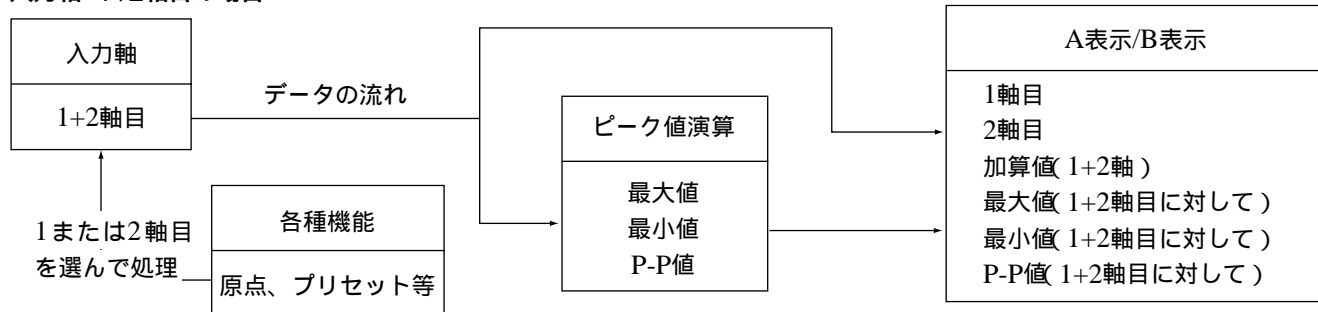 入力軸
1+2軸目
データの流れ
1または2軸目
を選んで処理
各種機能
原点、プリセット等
ピーク値演算
最大値
最小値
P-P値
A表示/B表示
1軸目
2軸目
加算値( 1+2軸 )
最大値( 1+2軸目に対して )
最小値( 1+2軸目に対して )
P-P値( 1+2軸目に対して )